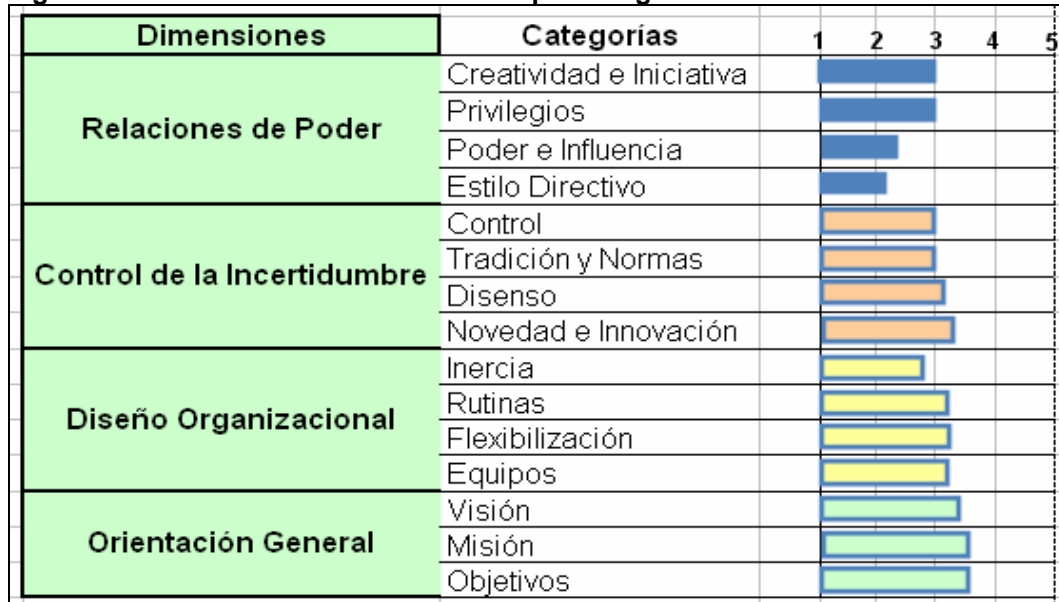 Dimensiones Categorías 1 2 3 4 5
Relaciones de Poder
Creatividad e Iniciativa
Privilegios
Poder e Influencia
Estilo Directivo
Control de la Incertidumbre
Control
Tradición y Normas
Disenso
Novedad e Innovación
Diseño Organizacional
Inercia
Rutinas
Flexibilización
Equipos
Orientación General
Visión
Misión
Objetivos